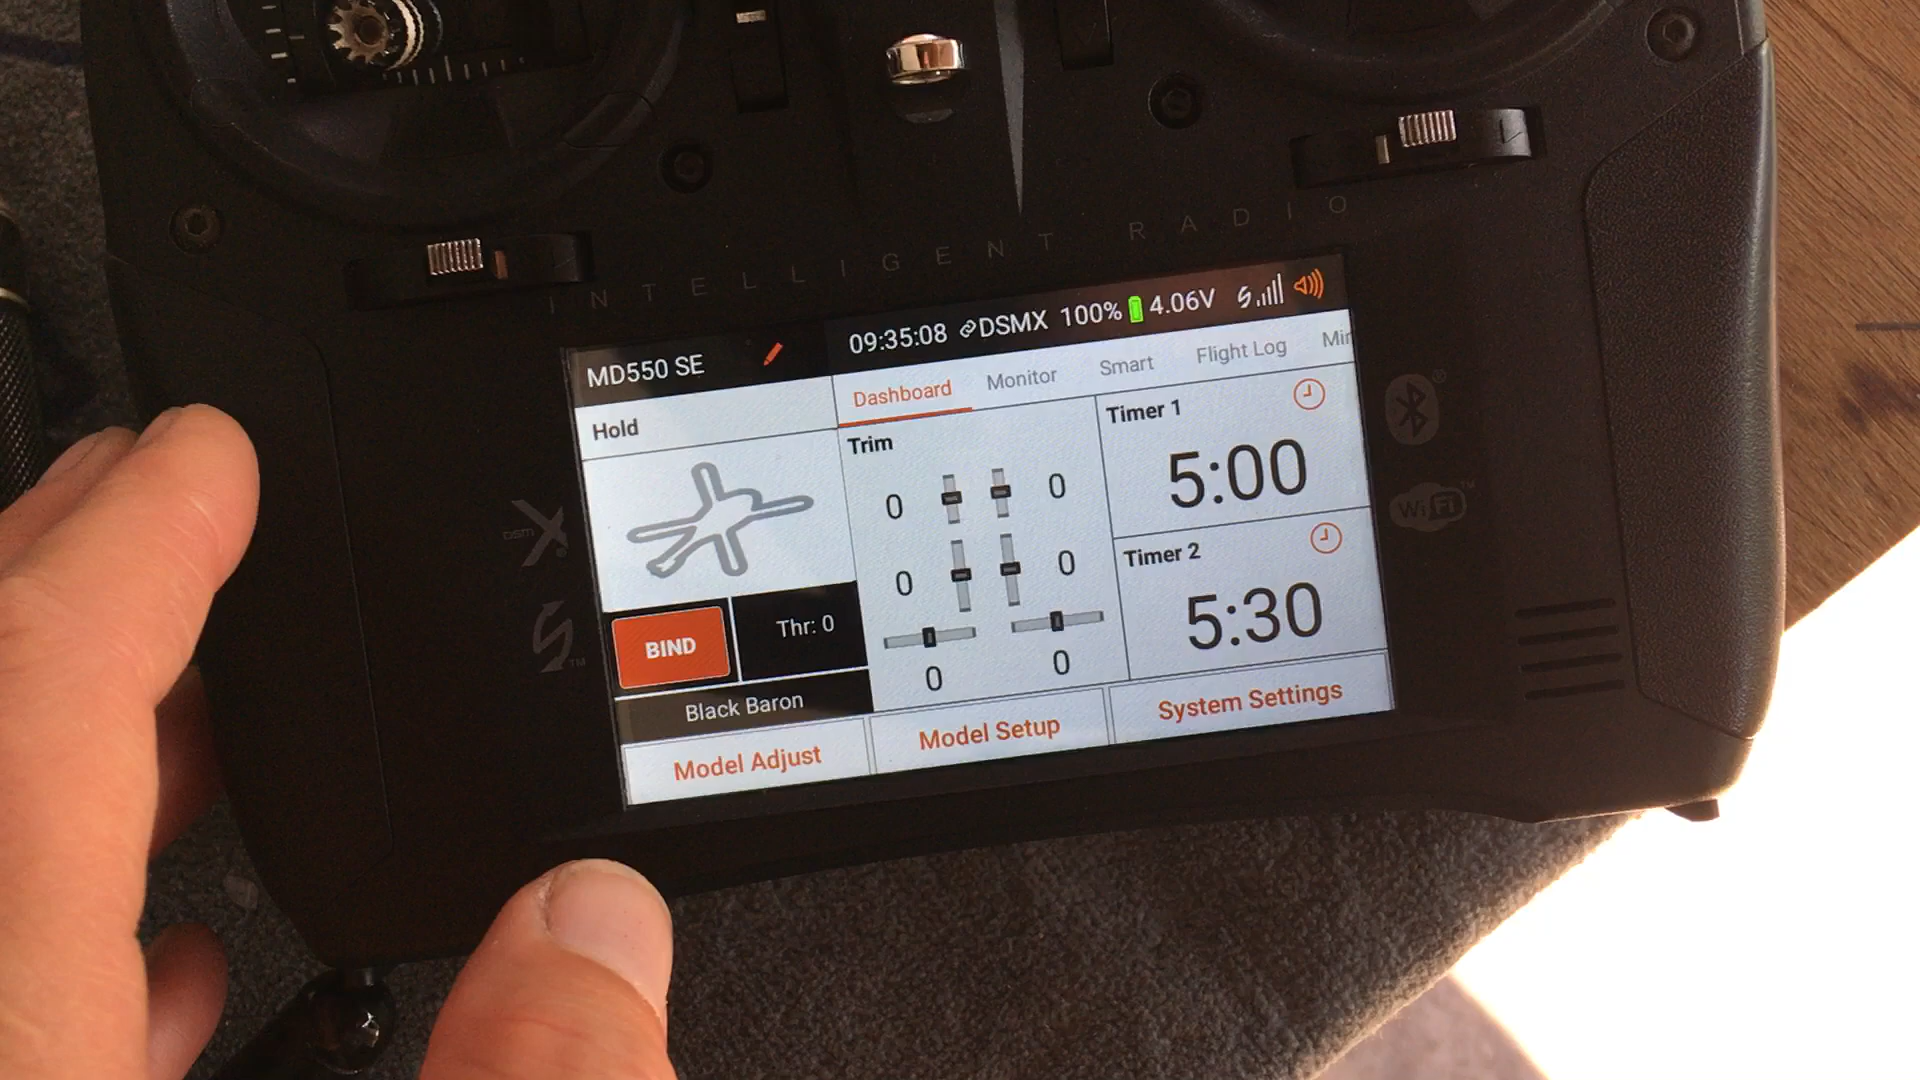 INTELLIGENT RADIO
MD550 SE
09:35:08 DSMX 100% 4.06V
Hold
Dashboard Monitor Smart Flight Log
Trim
0 0
0 0
0 0
Timer 1
5:00
Timer 2
5:30
BIND
Thr: 0
Black Baron
Model Adjust
Model Setup
System Settings
DSM X
WiFi™